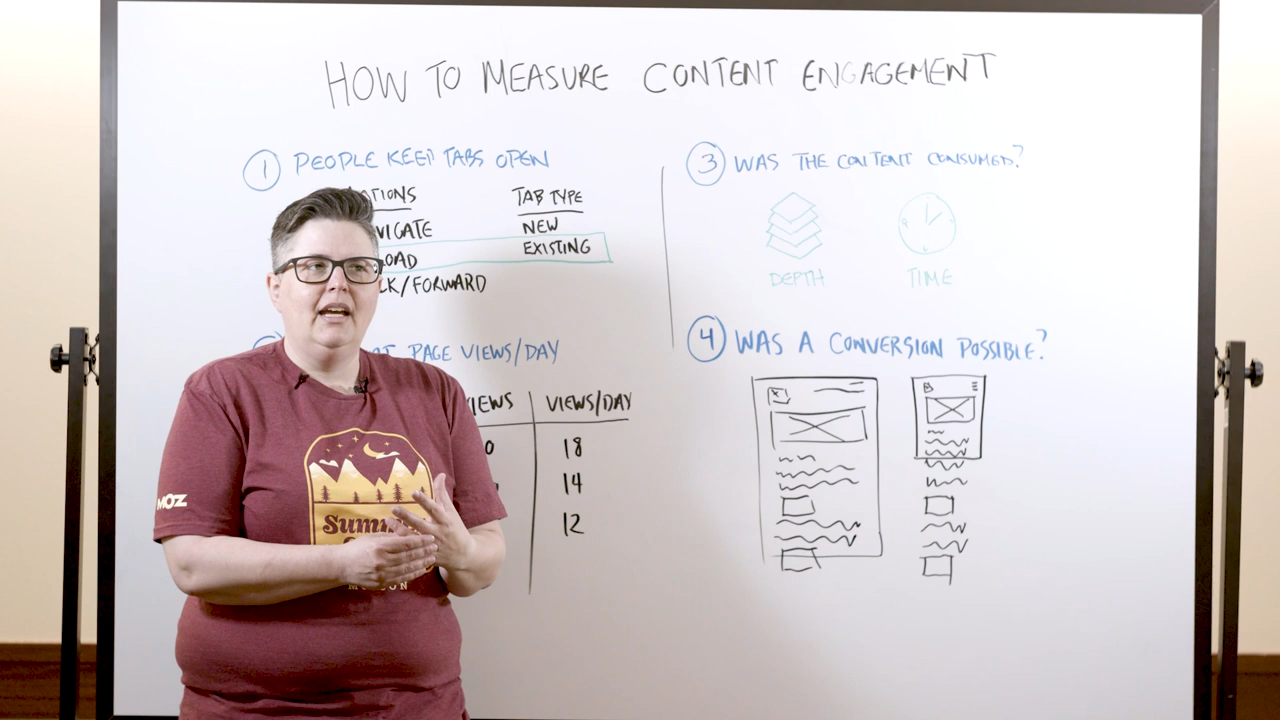 HOW TO MEASURE CONTENT ENGAGEMENT
1 PEOPLE KEEP TABS OPEN
TAB TYPE
NEW
EXISTING
/FORWARD
PAGE VIEWS/DAY
VIEWS/DAY
18
14
12
3 WAS THE CONTENT CONSUMED?
DEPTH
TIME
4 WAS A CONVERSION POSSIBLE?
MOZ